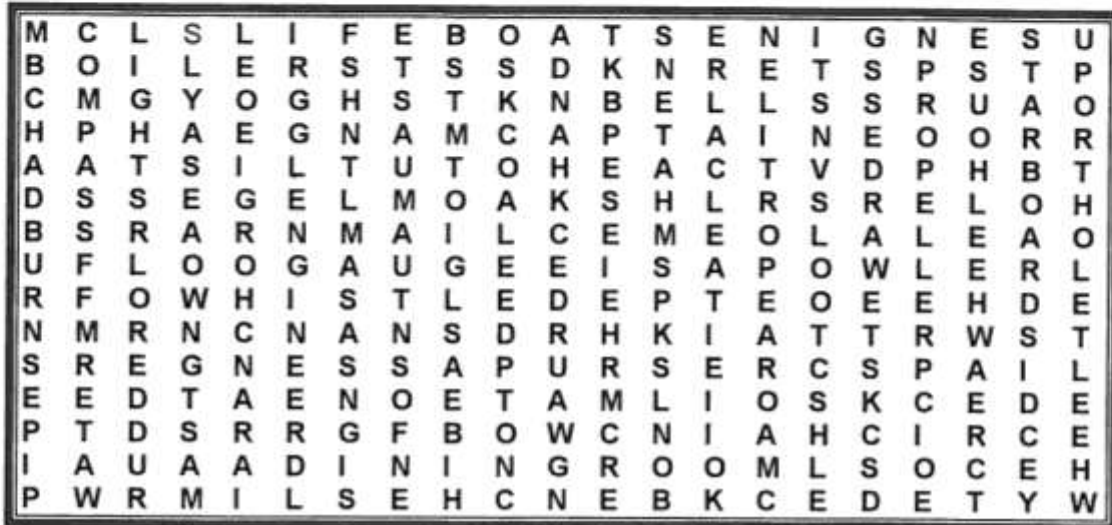 M C L S L I F E B O A T S E N I G N E S U
B O I L E R S T S S D K N R E T S P S T P
C M G Y O G H S T K N B E L L S S R U A O
H P H A E G N A M C A P T A I N E O O R R
A A T S I L T U T O H E A C T V D P H B T
D S S E G E L M O A K S H L R S R E L O H
B S R A R N M A I L C E M E O L A L E A O
U F L O O G A U G E E I S A P O W L E R L
R F O W H I S T L E D E P T E O E E H D E
N M R N C N A N S D R H K I A T T R W S T
S R E G N E S S A P U R S E R C S P A I L
E E D T A E N O E T A M L I O S K C E D E
P T D S R R G F B O W C N I A H C I R C E
I A U A A D I N I N G R O O M L S O C E H
P W R M I L S E H C N E B K C E D E T Y W